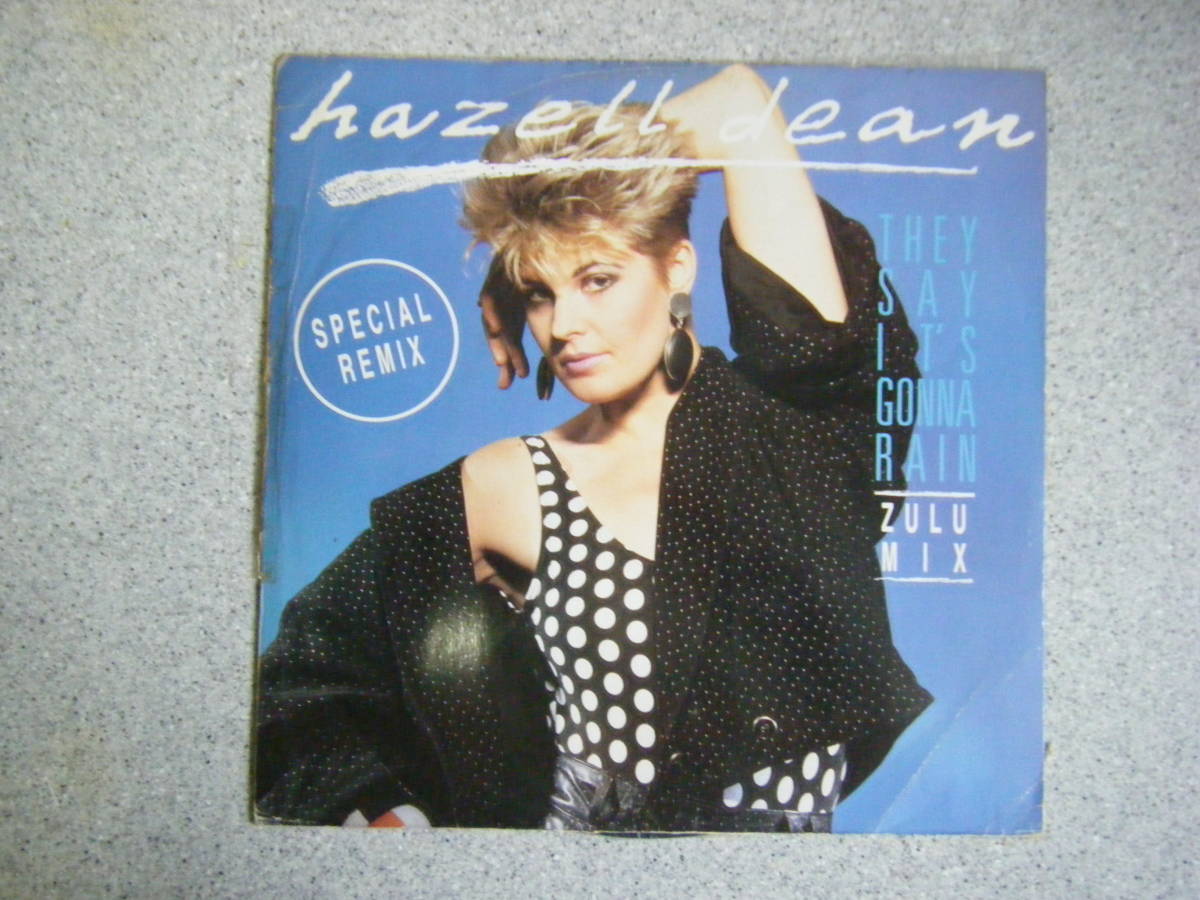 hazell dean
SPECIAL
REMIX
THEY
SAY
IT'S
GONNA
RAIN
ZULU
MIX